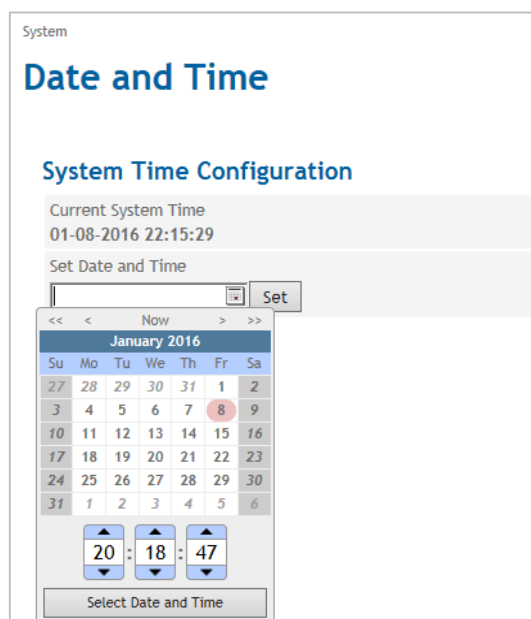 System
Date and Time
System Time Configuration
Current System Time
01-08-2016 22:15:29
Set Date and Time
Set
<< < Now > >>
January 2016
Su Mo Tu We Th Fr Sa
27 28 29 30 31 1 2
3 4 5 6 7 8 9
10 11 12 13 14 15 16
17 18 19 20 21 22 23
24 25 26 27 28 29 30
31 1 2 3 4 5 6
20 : 18 : 47
Select Date and Time